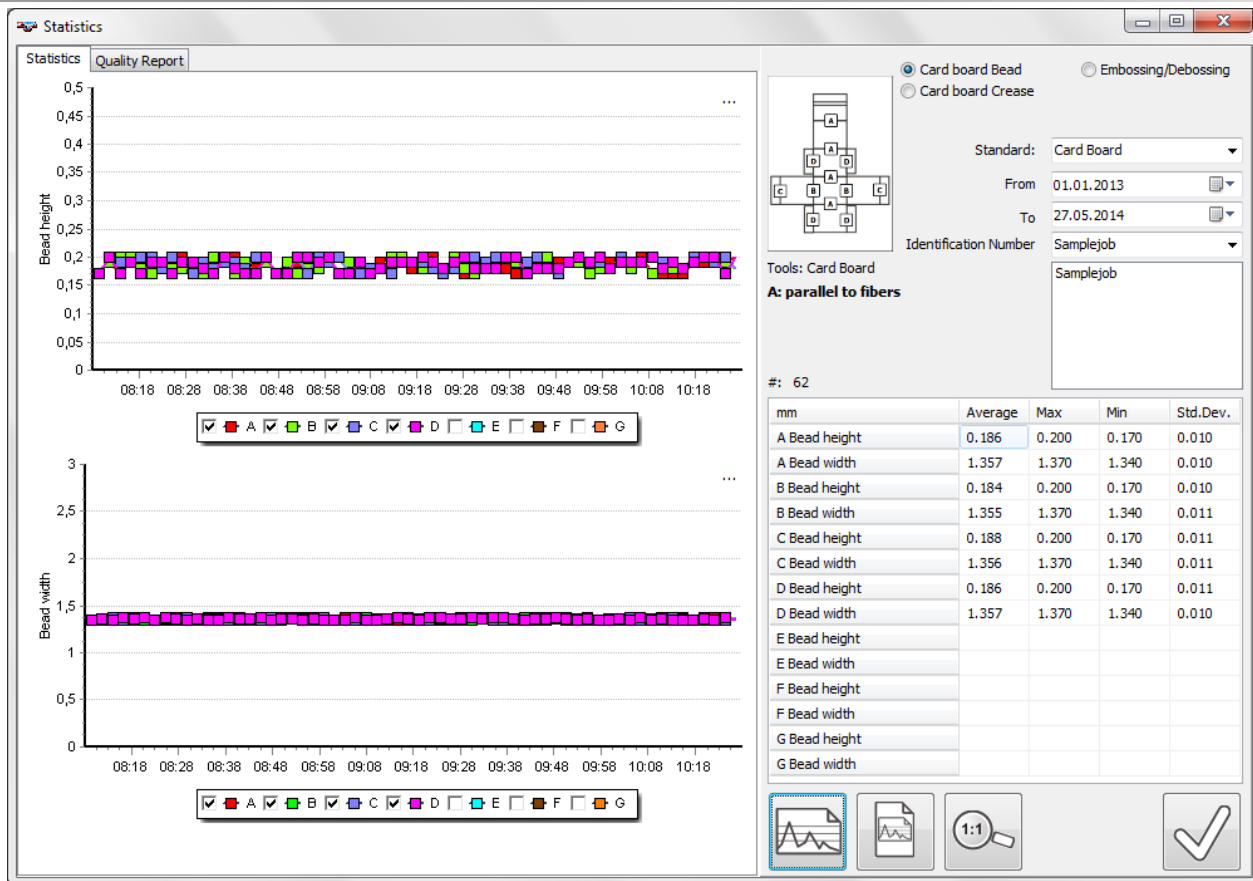 Statistics
Statistics Quality Report
0,5
0,45
0,4
0,35
0,3
0,25
0,2
0,15
0,1
0,05
0
Bead height
...
08:18 08:28 08:38 08:48 08:58 09:08 09:18 09:28 09:38 09:48 09:58 10:08 10:18
A B C D E F G
3
2,5
2
1,5
1
0,5
0
Bead width
...
08:18 08:28 08:38 08:48 08:58 09:08 09:18 09:28 09:38 09:48 09:58 10:08 10:18
A B C D E F G
A
A
D D
A
C B B C
A
D D
Card board Bead Embossing/Debossing
Card board Crease
Standard: Card Board
From 01.01.2013
To 27.05.2014
Identification Number Samplejob
Tools: Card Board
A: parallel to fibers
Samplejob
#: 62
mm Average Max Min Std.Dev.
A Bead height 0.186 0.200 0.170 0.010
A Bead width 1.357 1.370 1.340 0.010
B Bead height 0.184 0.200 0.170 0.010
B Bead width 1.355 1.370 1.340 0.011
C Bead height 0.188 0.200 0.170 0.011
C Bead width 1.356 1.370 1.340 0.011
D Bead height 0.186 0.200 0.170 0.011
D Bead width 1.357 1.370 1.340 0.010
E Bead height
E Bead width
F Bead height
F Bead width
G Bead height
G Bead width
1:1